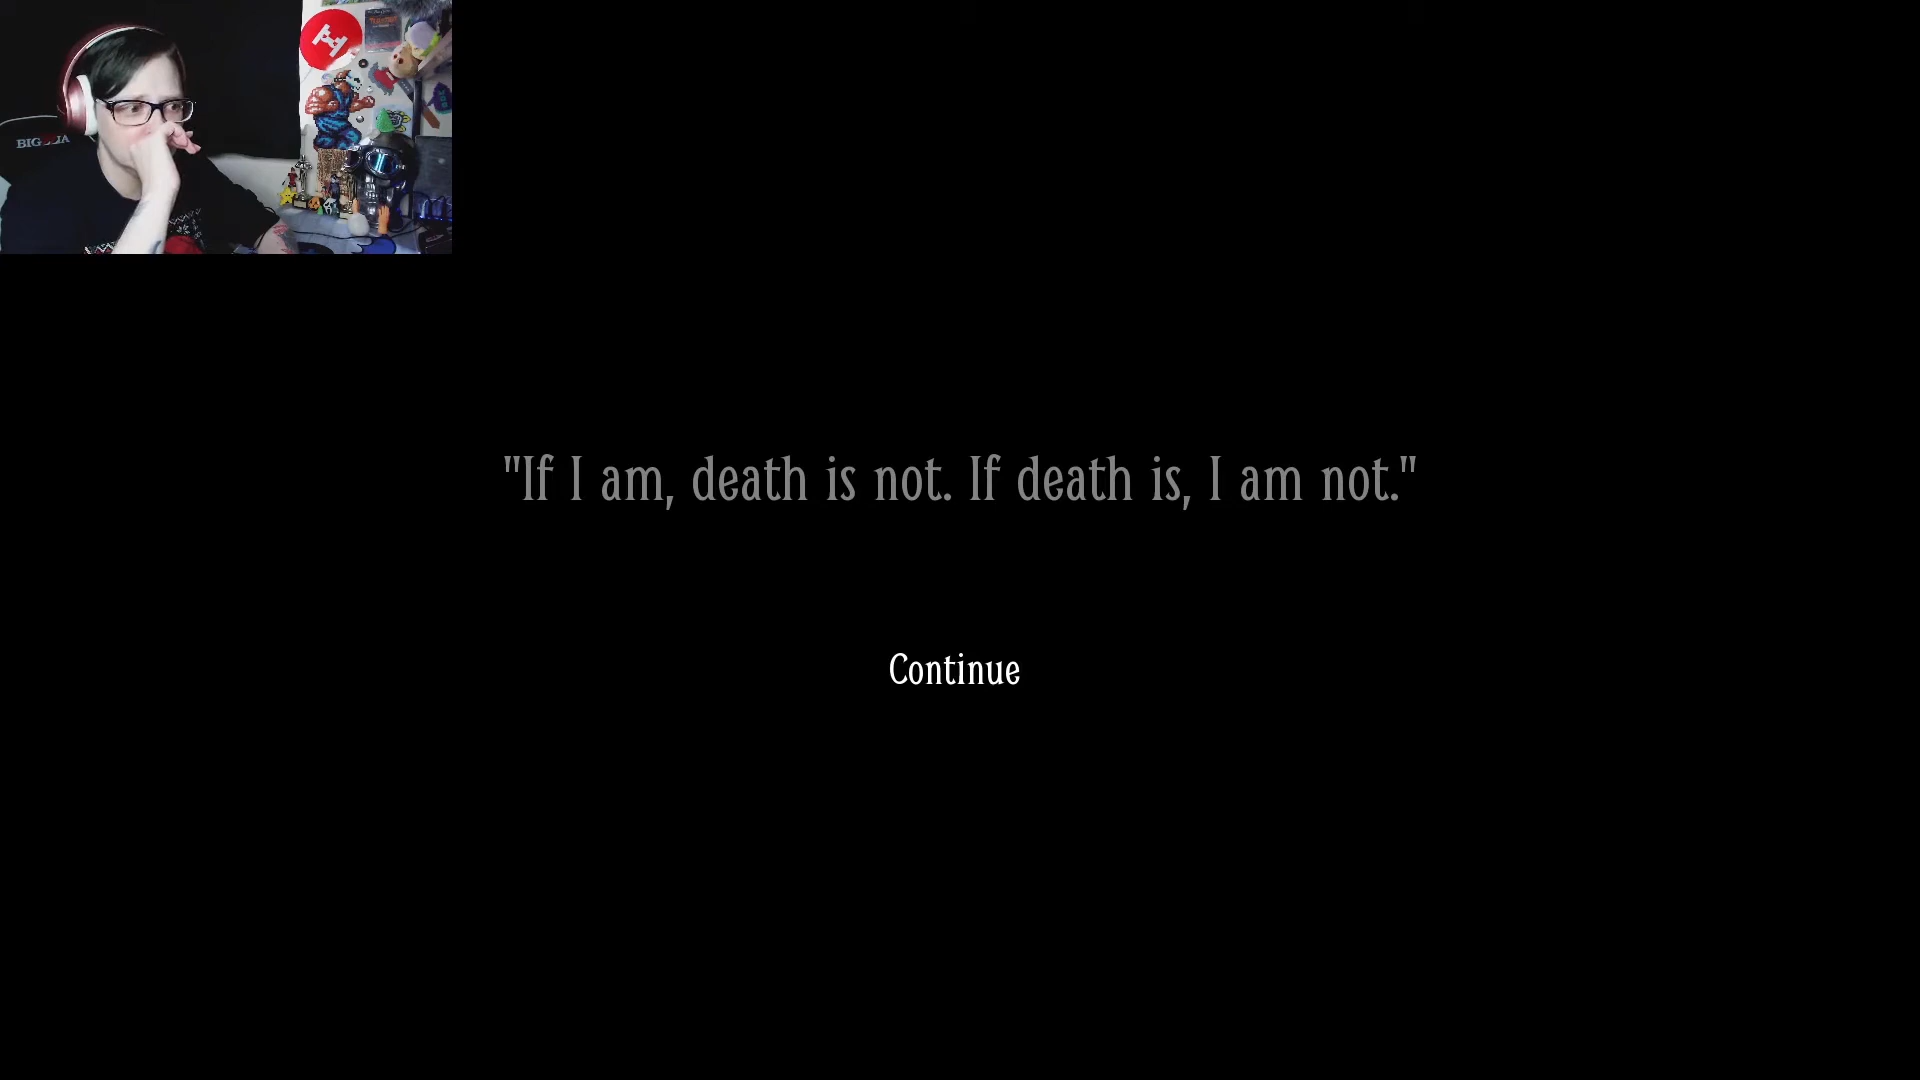 "If I am, death is not. If death is, I am not."
Continue